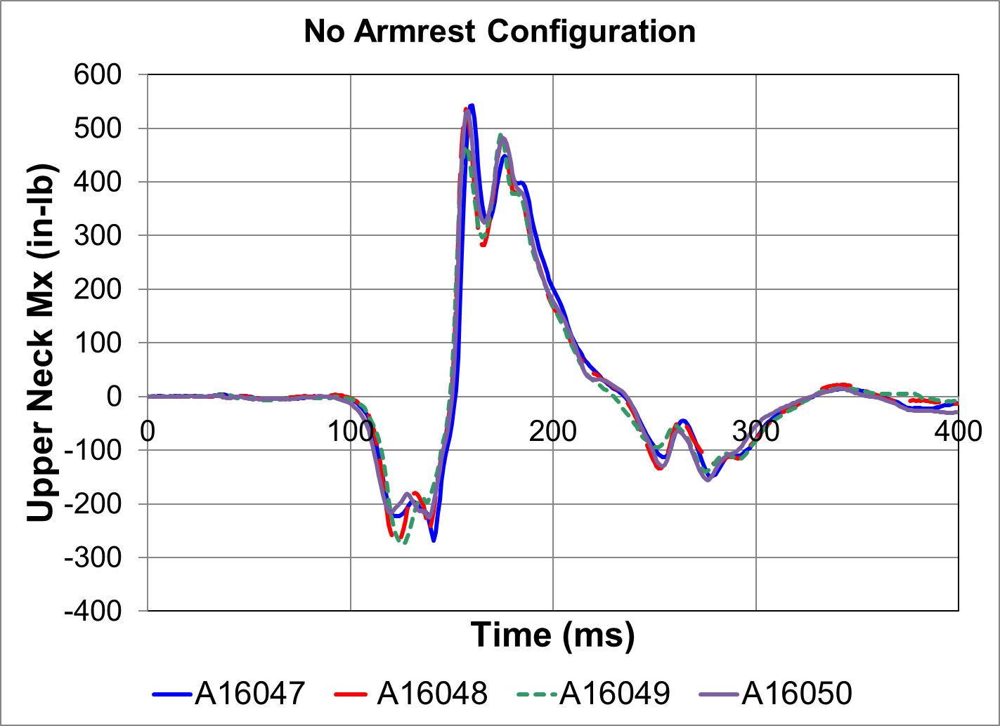 No Armrest Configuration
600
500
400
300
200
100
0
-100
-200
-300
-400
0 100 200 300 400
Upper Neck Mx (in-lb)
Time (ms)
A16047 A16048 A16049 A16050